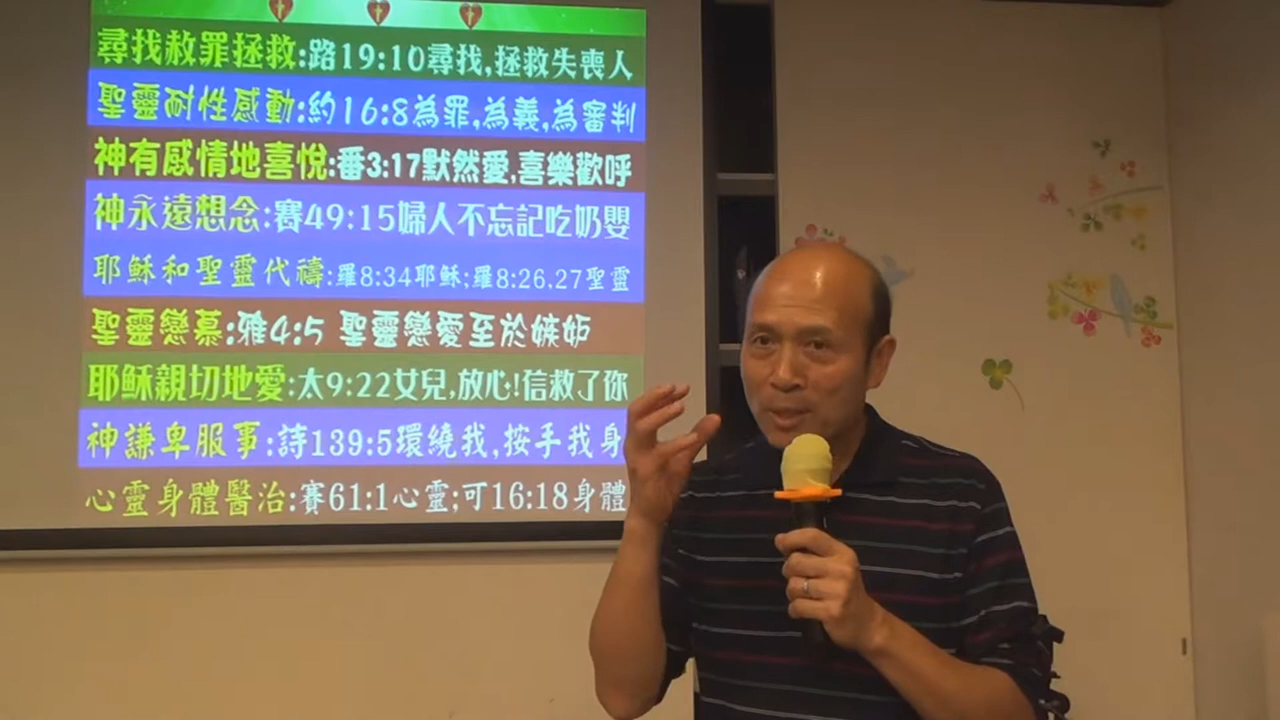 尋找赦罪拯救:路19:10尋找,拯救失喪人
聖靈耐性感動:約16:8為罪,為義,為審判
神有感情地喜悅:番3:17默然愛,喜樂歡呼
神永遠想念:賽49:15婦人不忘記吃奶嬰
耶穌和聖靈代禱:羅8:34耶穌;羅8:26,27聖靈
聖靈戀慕:雅4:5 聖靈戀愛至於嫉妒
耶穌親切地愛:太9:22女兒,放心!信救了你
神謙卑服事:詩139:5環繞我,按手我身
心靈身體醫治:賽61:1心靈;可16:18身體